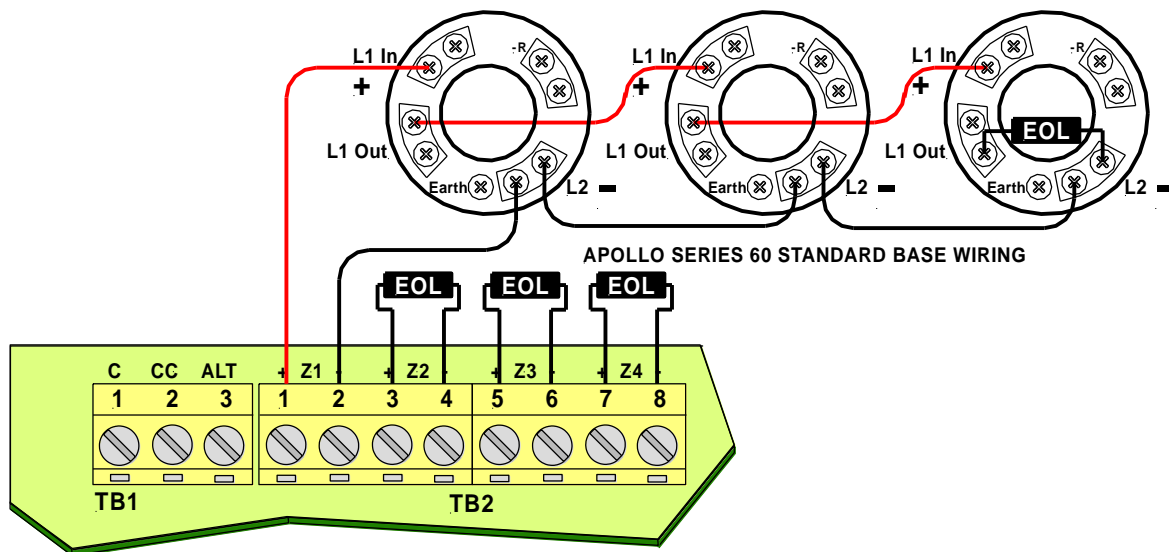 L1 In
-R
L1 In
-R
L1 In
-R
+
+
+
EOL
L1 Out
L1 Out
L1 Out
Earth
L2 -
Earth
L2 -
Earth
L2 -
APOLLO SERIES 60 STANDARD BASE WIRING
EOL
EOL
EOL
C CC ALT
+ Z1 -
+ Z2 -
+ Z3 -
+ Z4 -
1 2 3
1 2 3 4 5 6 7 8
TB1
TB2